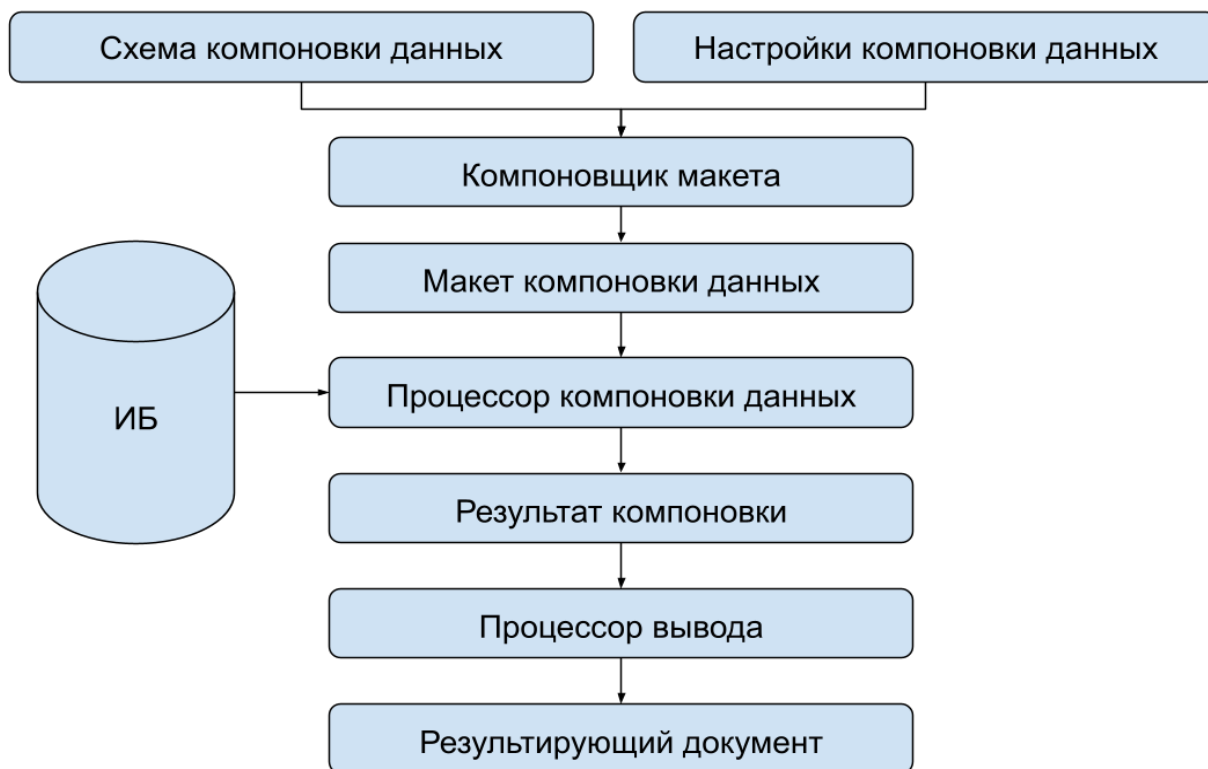 Схема компоновки данных
Настройки компоновки данных
Компоновщик макета
Макет компоновки данных
Процессор компоновки данных
ИБ
Результат компоновки
Процессор вывода
Результирующий документ